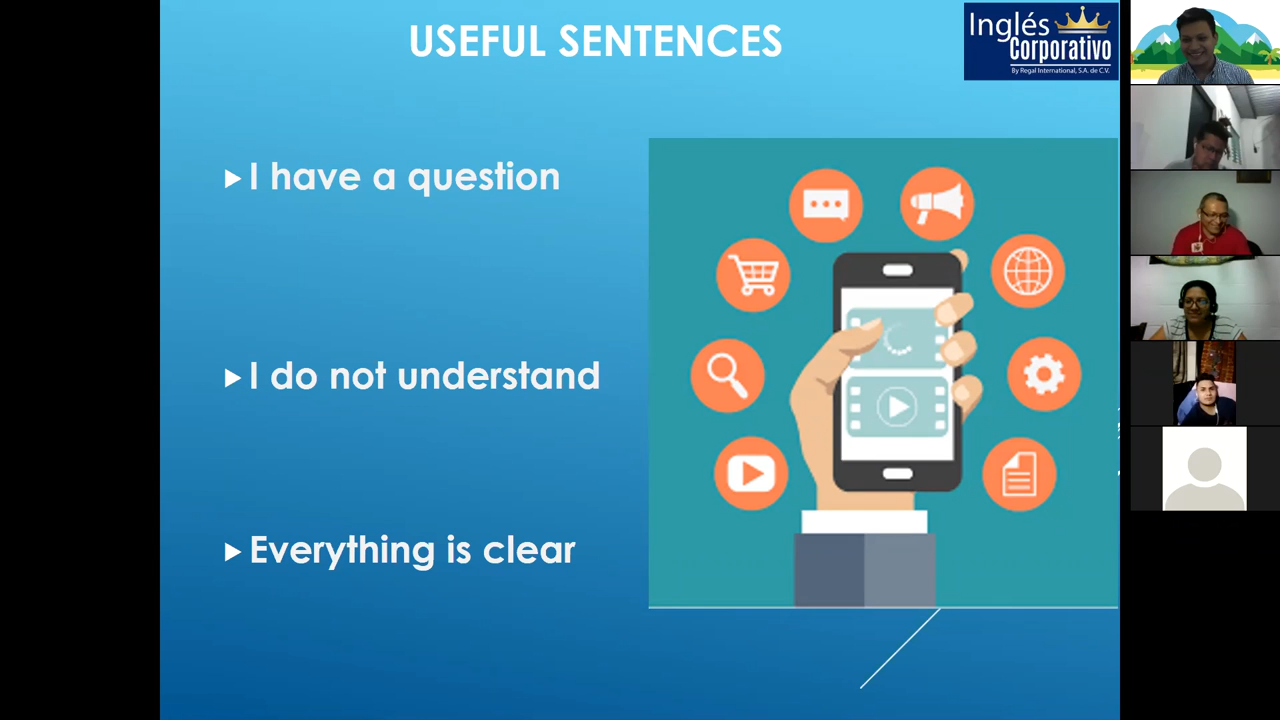 USEFUL SENTENCES
Inglés
Corporativo
By Regal International, S.A. de C.V.
I have a question
I do not understand
Everything is clear